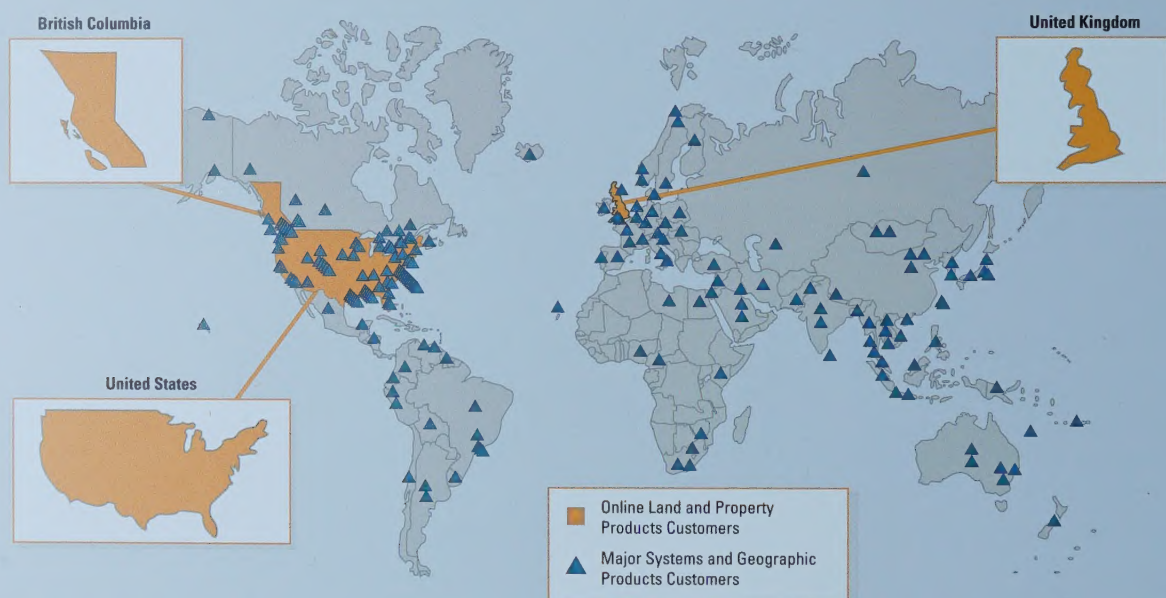 British Columbia
United Kingdom
United States
Online Land and Property
Products Customers
Major Systems and Geographic
Products Customers